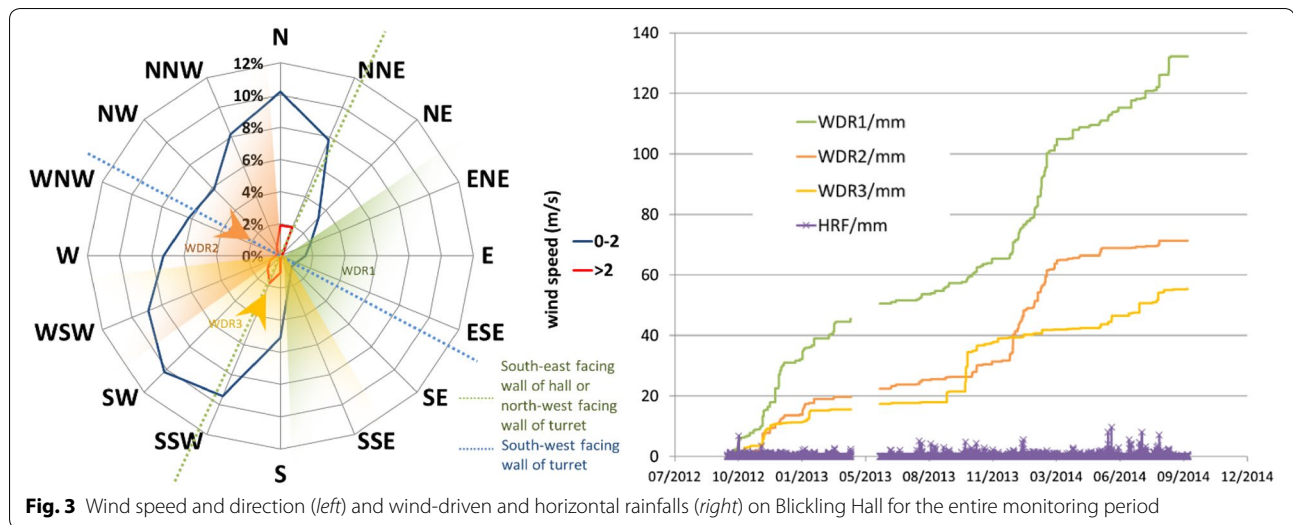 N
NNE
NE
ENE
E
ESE
SE
SSE
S
SSW
SW
WSW
W
WNW
NW
NNW
12%
10%
8%
6%
4%
2%
0%
WDR2
WDR1
WDR3
wind speed (m/s)
0-2
>2
South-east facing
wall of hall or
north-west facing
wall of turret
South-west facing
wall of turret
140
120
100
80
60
40
20
0
WDR1/mm
WDR2/mm
WDR3/mm
HRF/mm
07/2012 10/2012 01/2013 05/2013 08/2013 11/2013 03/2014 06/2014 09/2014 12/2014
Fig. 3 Wind speed and direction (left) and wind-driven and horizontal rainfalls (right) on Blickling Hall for the entire monitoring period